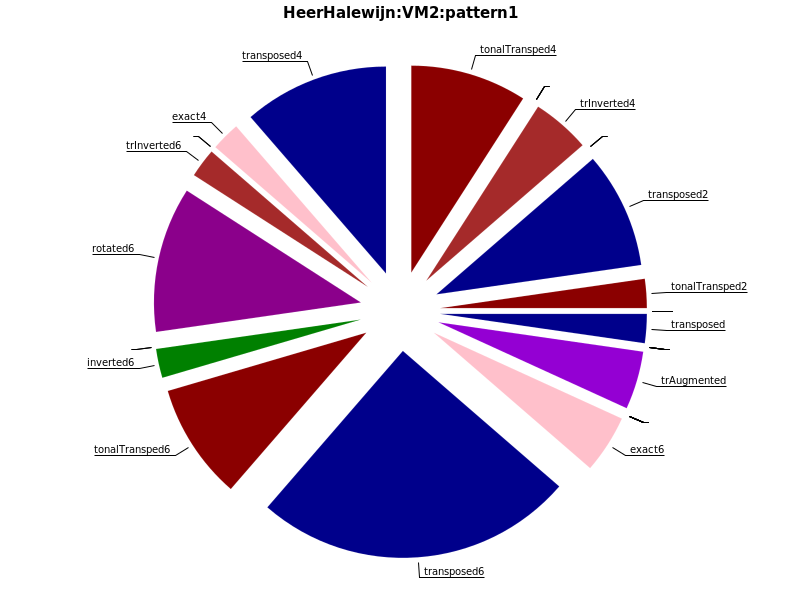 HeerHalewijn:VM2:pattern1
tonalTransped4
transposed4
trInverted4
exact4
trInverted6
transposed2
rotated6
tonalTransped2
transposed
inverted6
trAugmented
tonalTransped6
exact6
transposed6